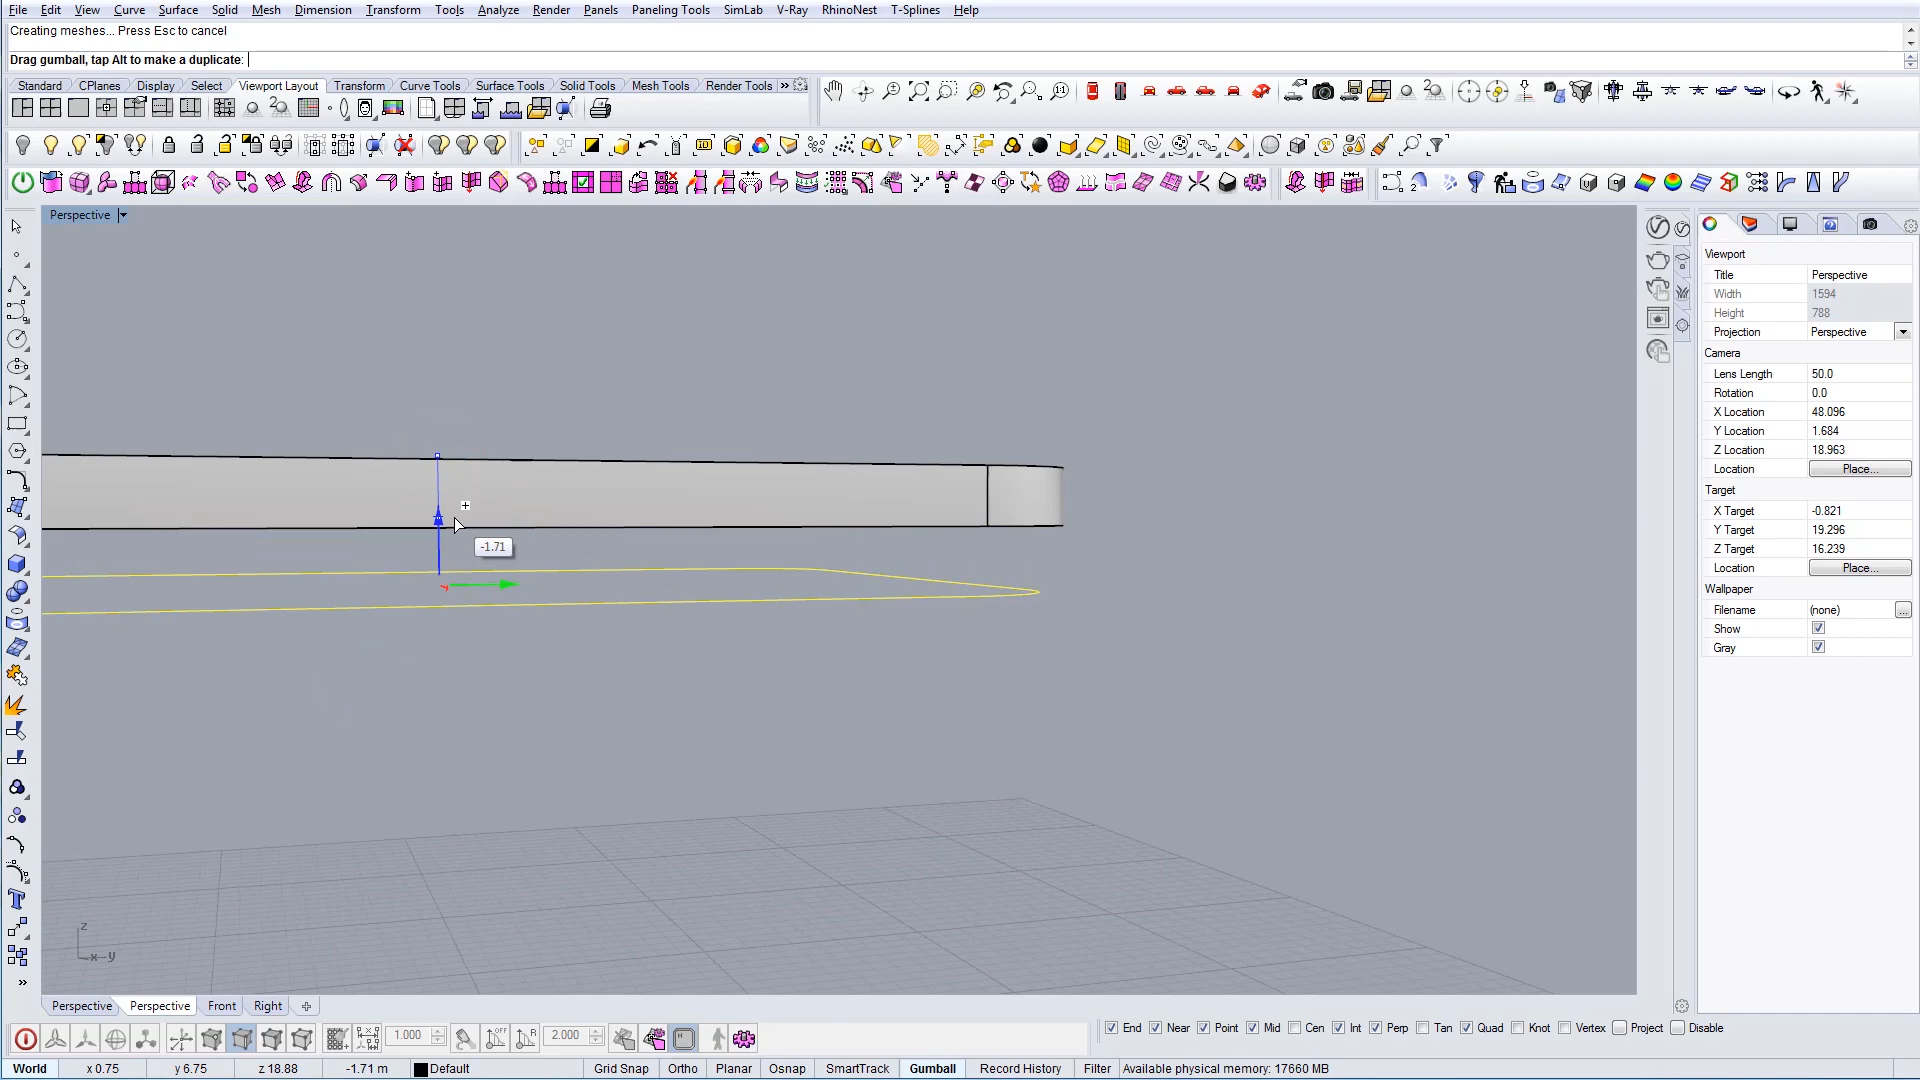 File Edit View Curve Surface Solid Mesh Dimension Transform Tools Analyze Render Panels Paneling Tools SimLab V-Ray RhinoNest T-Splines Help
Creating meshes... Press Esc to cancel
Drag gumball, tap Alt to make a duplicate:
Standard CPlanes Display Select Viewport Layout Transform Curve Tools Surface Tools Solid Tools Mesh Tools Render Tools »
Perspective
Viewport
Title Perspective
Width 1594
Height 788
Projection Perspective
Camera
Lens Length 50.0
Rotation 0.0
X Location 48.096
Y Location 1.684
Z Location 18.963
Location Place...
Target
X Target -0.821
Y Target 19.296
Z Target 16.239
Location Place...
Wallpaper
Filename (none) ...
Show
Gray
-1.71
z
x y
»
Perspective Perspective Front Right
1.000 2.000
End Near Point Mid Cen Int Perp Tan Quad Knot Vertex Project Disable
World x 0.75 y 6.75 z 18.88 -1.71 m Default Grid Snap Ortho Planar Osnap SmartTrack Gumball Record History Filter Available physical memory: 17660 MB